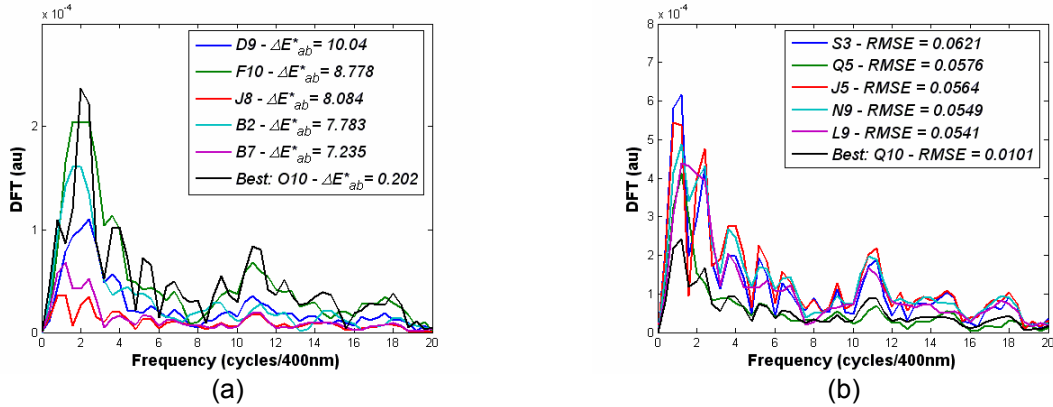 x 10⁻⁴
D9 - ΔE*ab= 10.04
F10 - ΔE*ab= 8.778
J8 - ΔE*ab= 8.084
B2 - ΔE*ab= 7.783
B7 - ΔE*ab= 7.235
Best: O10 - ΔE*ab = 0.202
DFT (au)
2
1
0
0 2 4 6 8 10 12 14 16 18 20
Frequency (cycles/400nm)
(a)
8 x 10⁻⁴
S3 - RMSE = 0.0621
Q5 - RMSE = 0.0576
J5 - RMSE = 0.0564
N9 - RMSE = 0.0549
L9 - RMSE = 0.0541
Best: Q10 - RMSE = 0.0101
DFT (au)
7
6
5
4
3
2
1
0
0 2 4 6 8 10 12 14 16 18 20
Frequency (cycles/400nm)
(b)